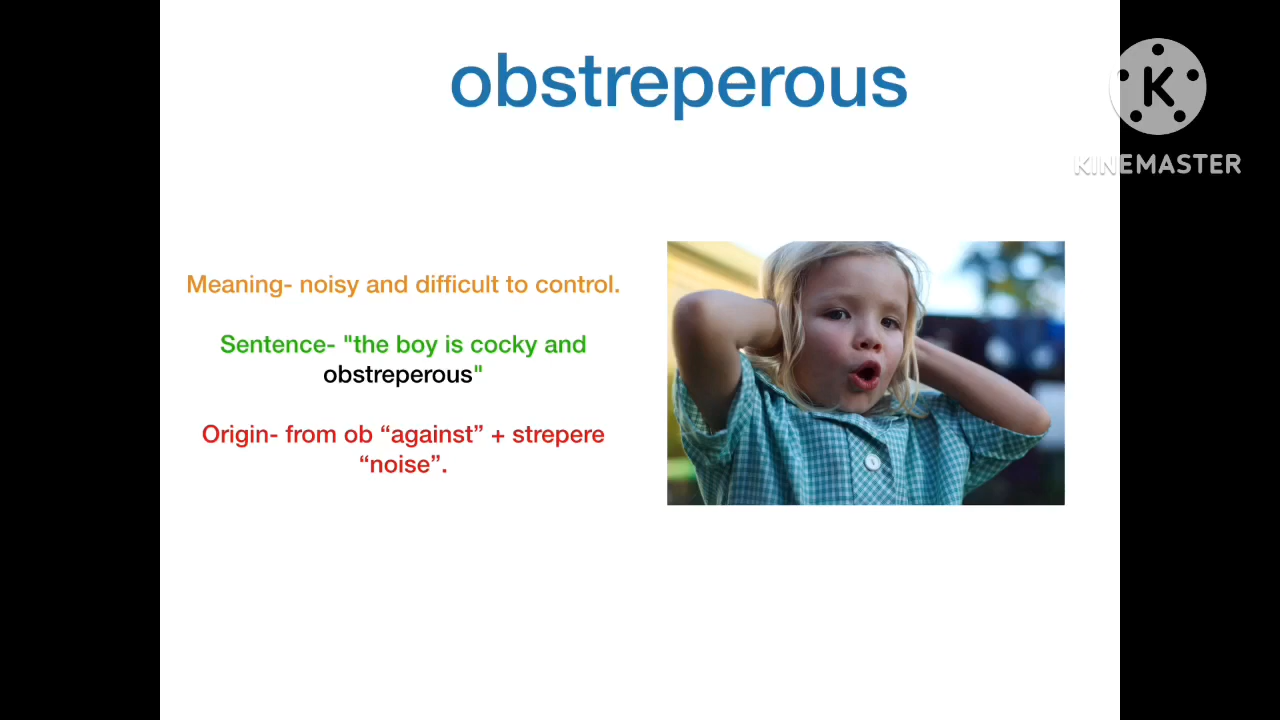 obstreperous
K
KINEMASTER
Meaning- noisy and difficult to control.
Sentence- "the boy is cocky and
obstreperous"
Origin- from ob “against” + strepere
“noise”.